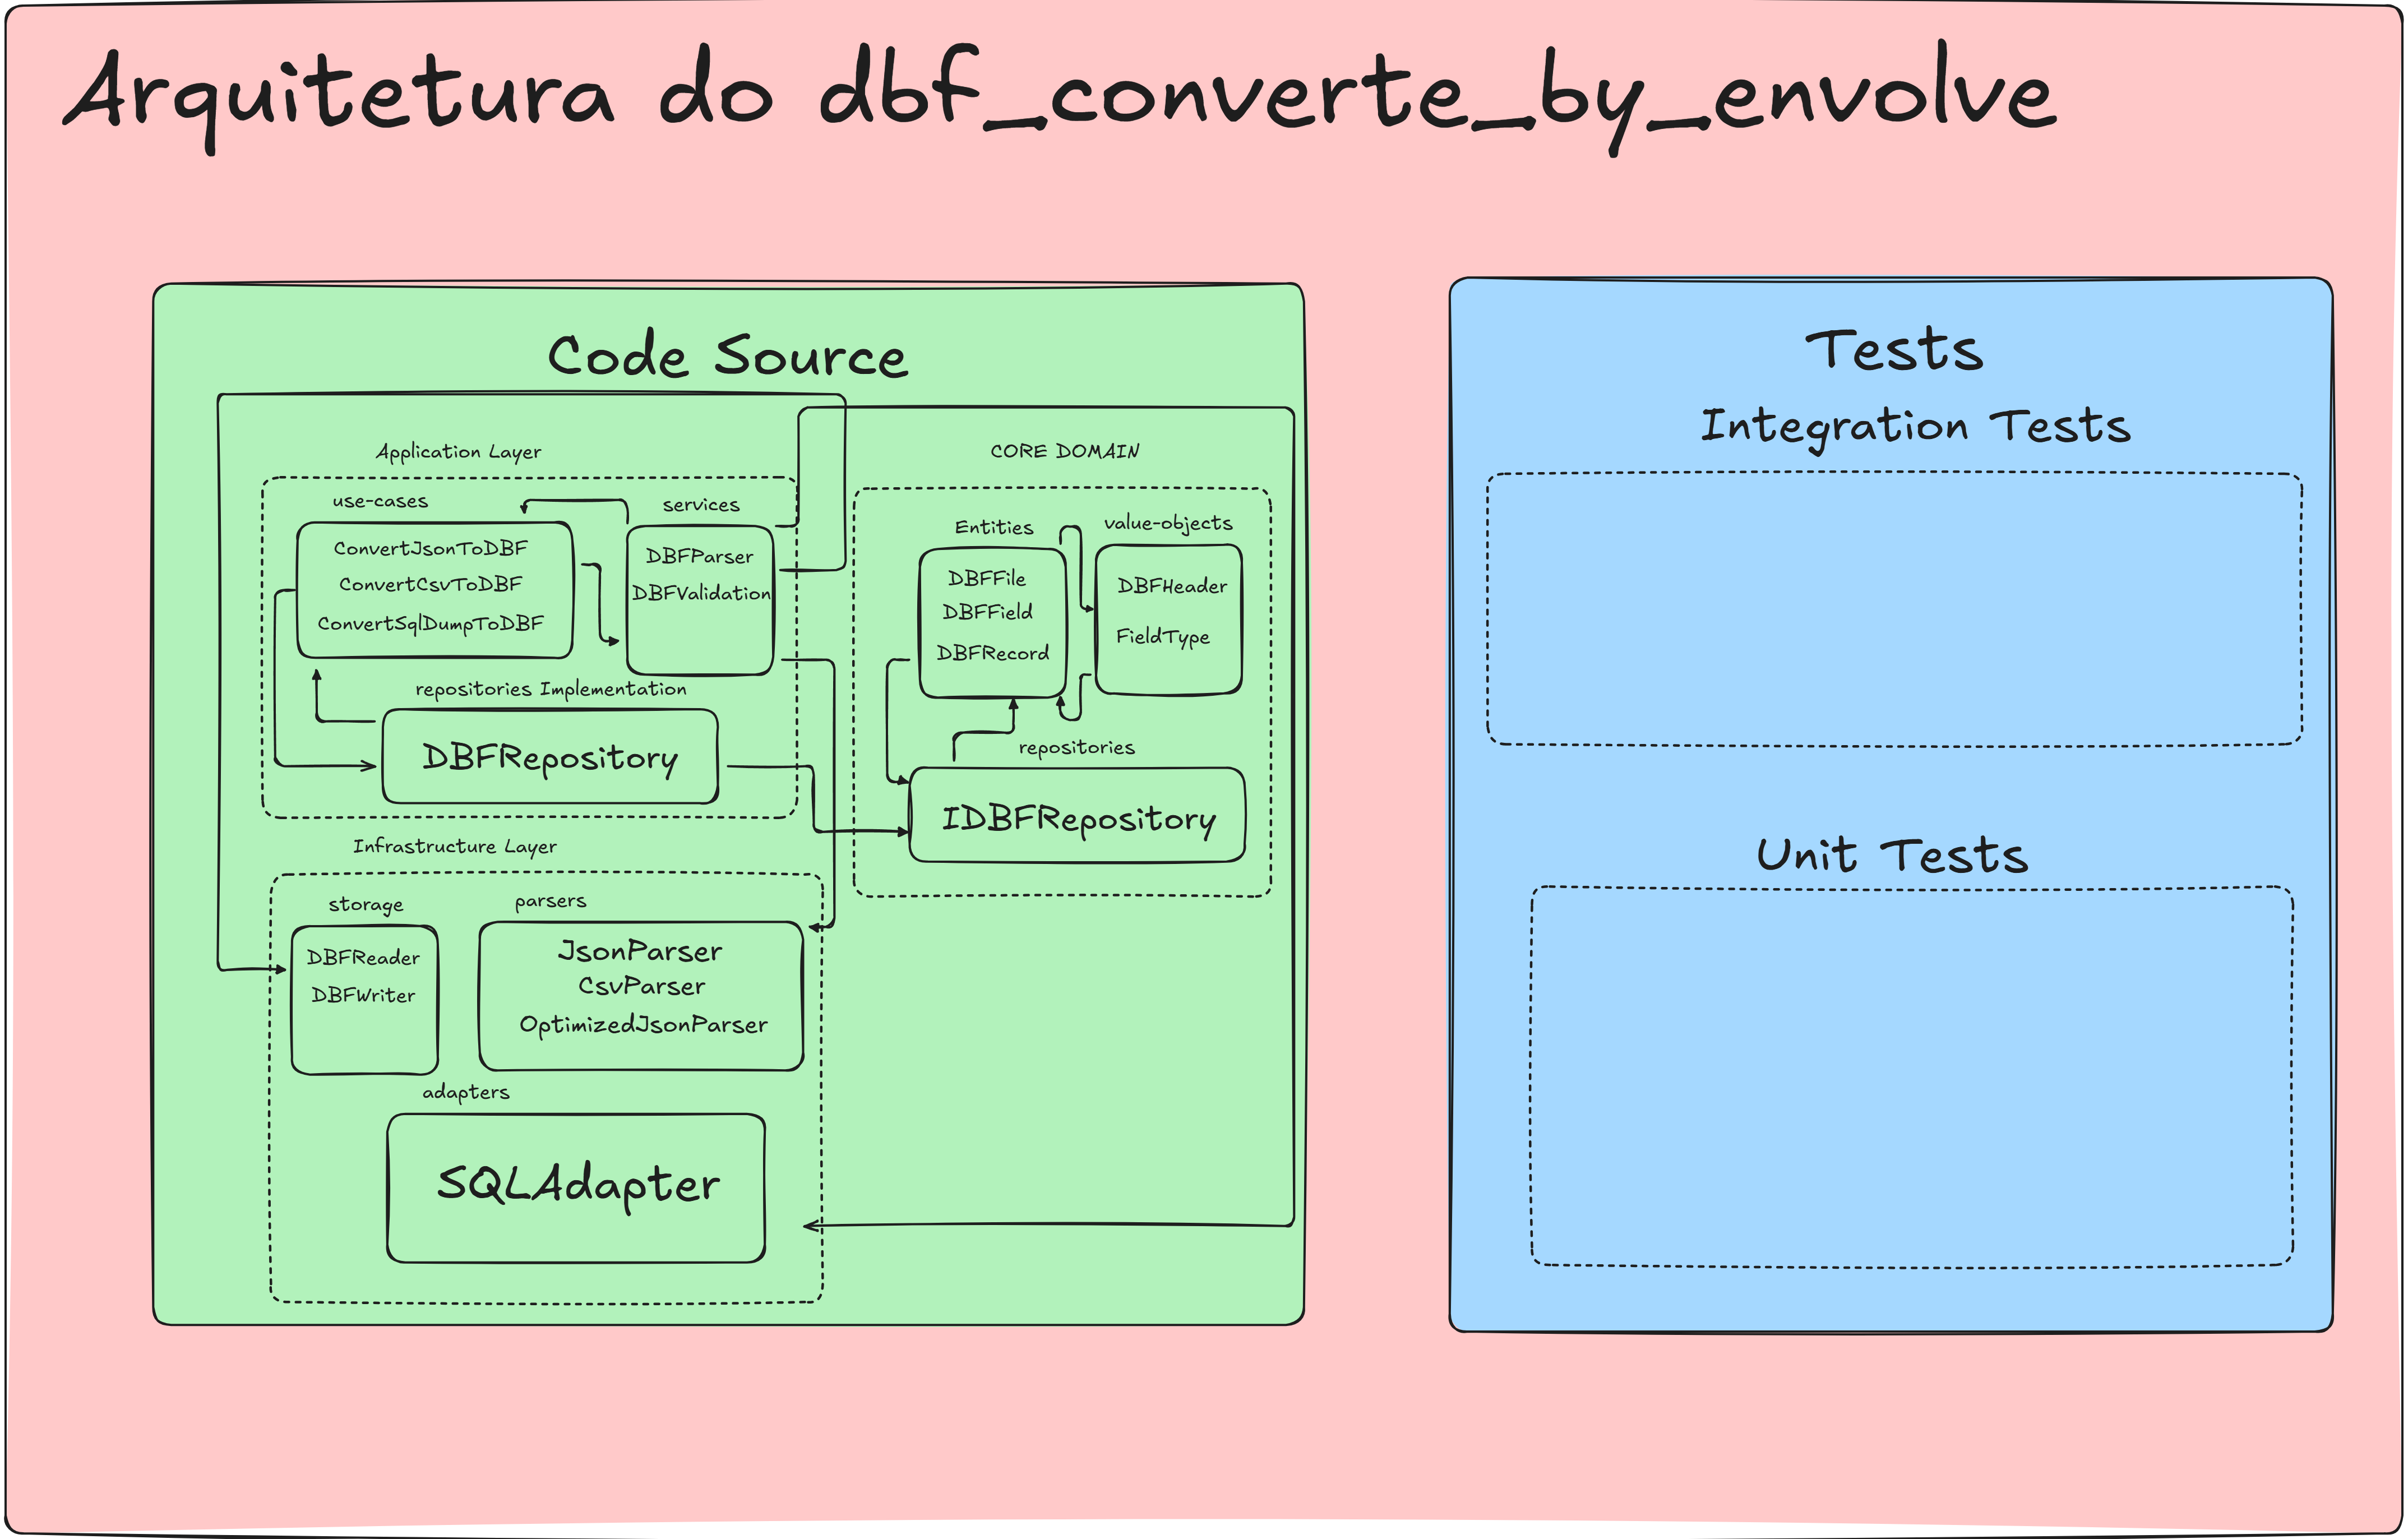 Arquitetura do dbf_converte_by_envolve
Code Source
Application Layer
use-cases
ConvertJsonToDBF
ConvertCsvToDBF
ConvertSqlDumpToDBF
services
DBFParser
DBFValidation
repositories Implementation
DBFRepository
CORE DOMAIN
Entities
DBFFile
DBFField
DBFRecord
value-objects
DBFHeader
FieldType
repositories
IDBFRepository
Infrastructure Layer
storage
DBFReader
DBFWriter
parsers
JsonParser
CsvParser
OptimizedJsonParser
adapters
SQLAdapter
Tests
Integration Tests
Unit Tests